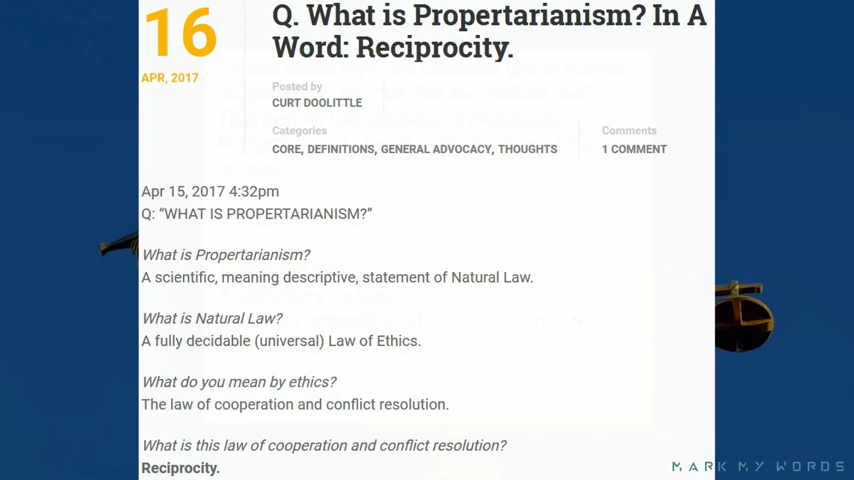 16
APR, 2017
Q. What is Propertarianism? In A
Word: Reciprocity.
Posted by
CURT DOOLITTLE
Categories
CORE, DEFINITIONS, GENERAL ADVOCACY, THOUGHTS
Comments
1 COMMENT
Apr 15, 2017 4:32pm
Q: “WHAT IS PROPERTARIANISM?”
What is Propertarianism?
A scientific, meaning descriptive, statement of Natural Law.
What is Natural Law?
A fully decidable (universal) Law of Ethics.
What do you mean by ethics?
The law of cooperation and conflict resolution.
What is this law of cooperation and conflict resolution?
Reciprocity.
MARK MY WORDS